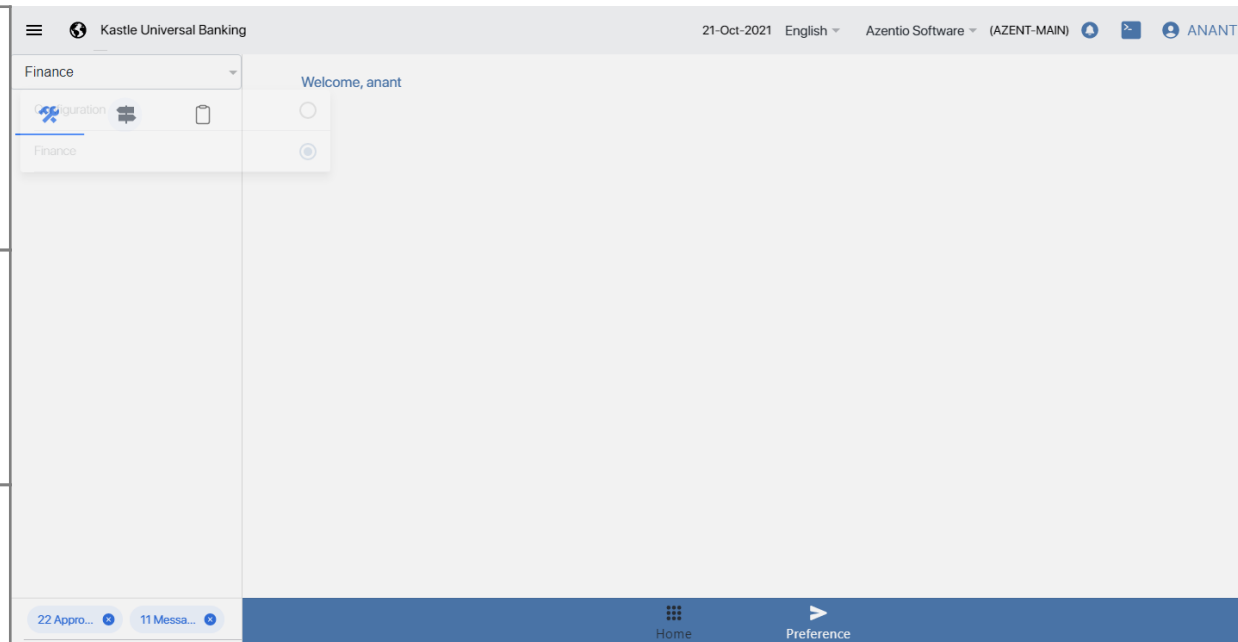 Kastle Universal Banking
21-Oct-2021 English Azentio Software (AZENT-MAIN) ANANT
Finance
Welcome, anant
Configuration
Finance
22 Appro... 11 Messa...
Home Preference